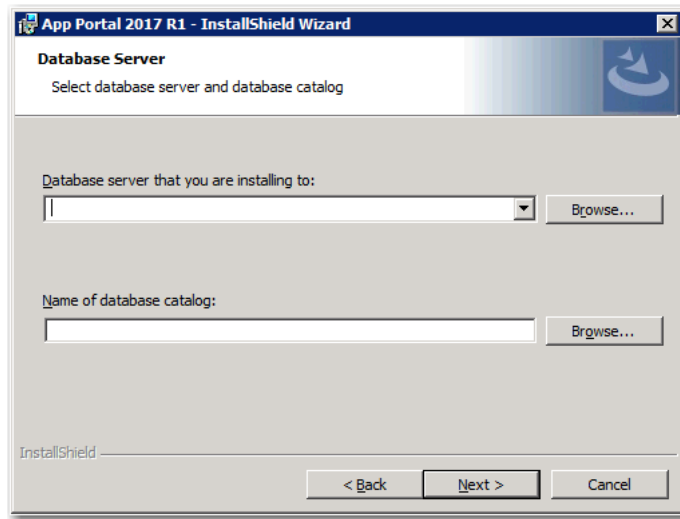 App Portal 2017 R1 - InstallShield Wizard
Database Server
Select database server and database catalog
Database server that you are installing to:
Browse...
Name of database catalog:
Browse...
InstallShield
< Back
Next >
Cancel